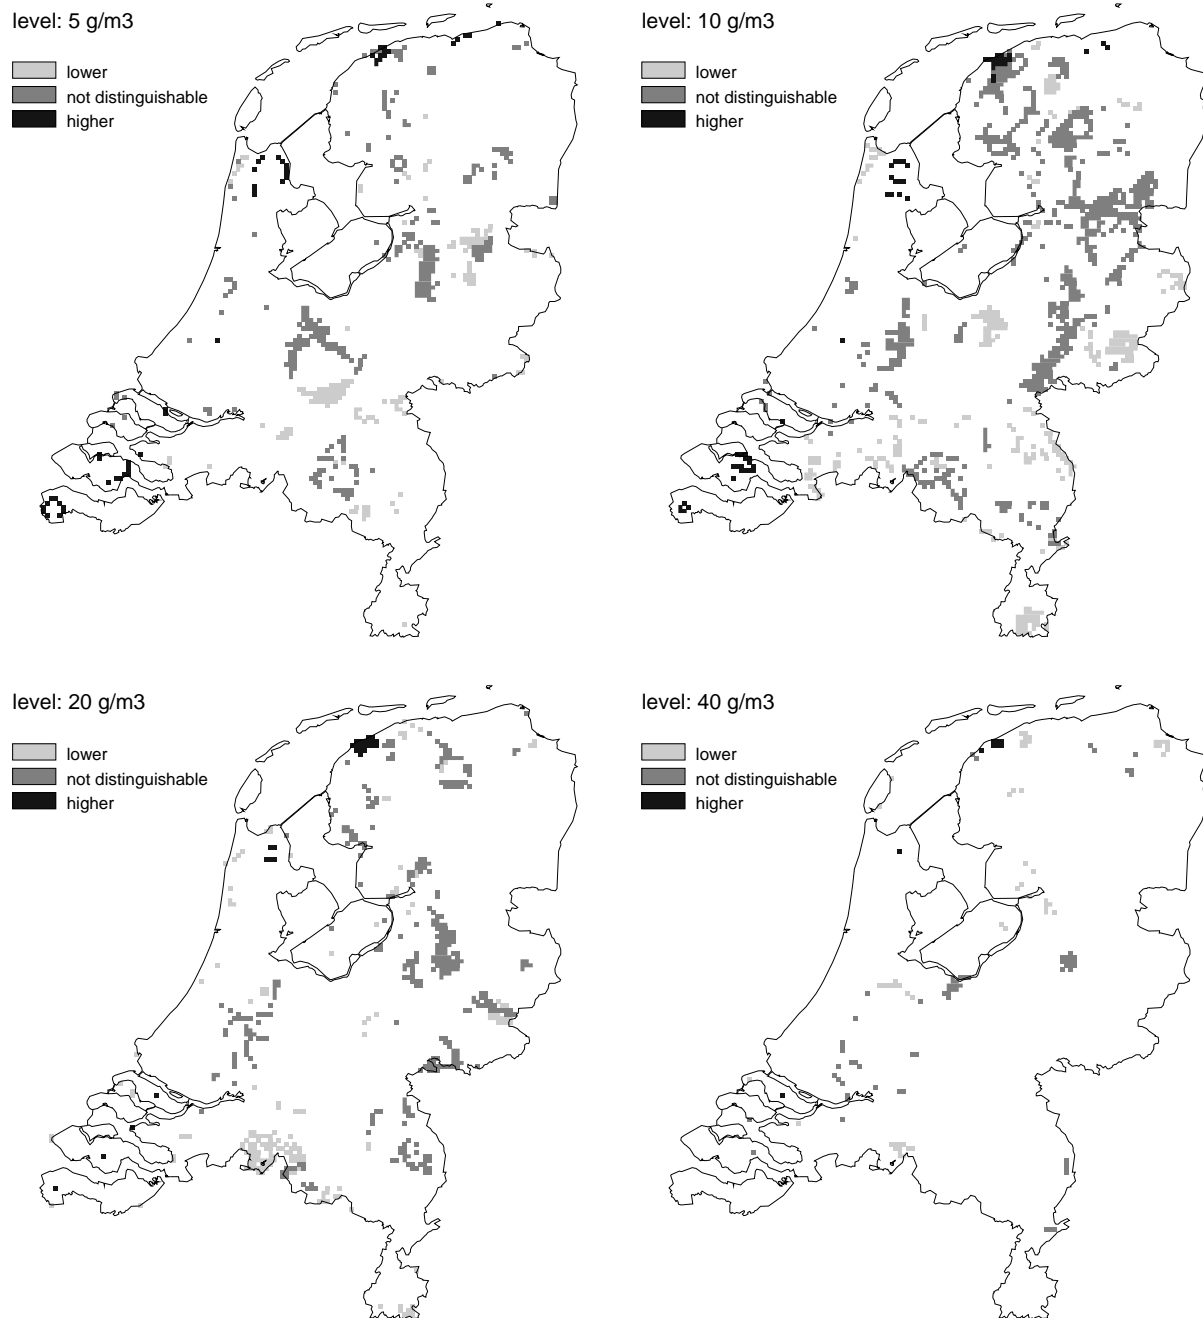 level: 5 g/m3
lower
not distinguishable
higher
level: 10 g/m3
lower
not distinguishable
higher
level: 20 g/m3
lower
not distinguishable
higher
level: 40 g/m3
lower
not distinguishable
higher